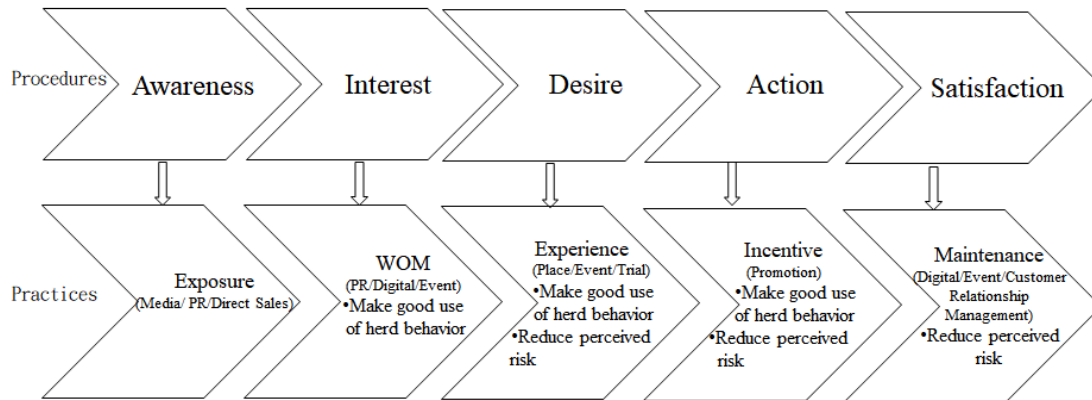 Procedures
Awareness
Interest
Desire
Action
Satisfaction
Practices
Exposure
(Media/ PR/Direct Sales)
WOM
(PR/Digital/Event)
•Make good use
of herd behavior
Experience
(Place/Event/Trial)
•Make good use
of herd behavior
•Reduce perceived
risk
Incentive
(Promotion)
•Make good use
of herd behavior
•Reduce perceived
risk
Maintenance
(Digital/Event/Customer
Relationship
Management)
•Reduce perceived
risk